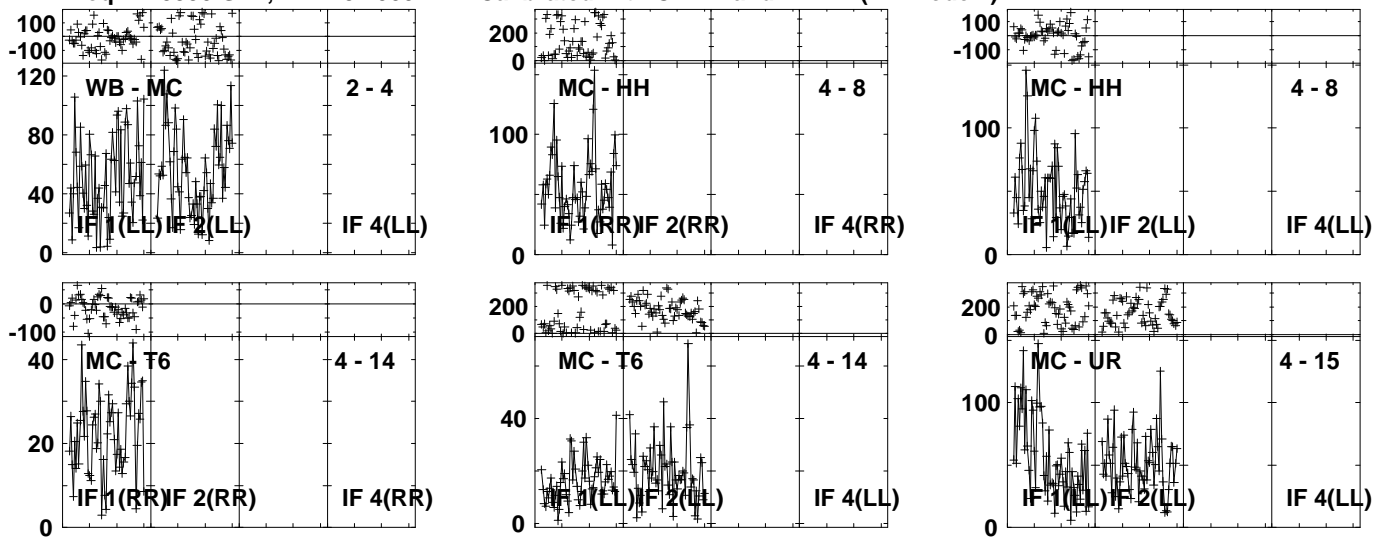 100
-100
120
80
40
0
WB - MC 2 - 4
IF 1(LL) IF 2(LL) IF 4(LL)
200
0
100
0
MC - HH 4 - 8
IF 1(RR) IF 2(RR) IF 4(RR)
100
-100
100
0
MC - HH 4 - 8
IF 1(LL) IF 2(LL) IF 4(LL)
0
-100
40
20
0
MC - T6 4 - 14
IF 1(RR) IF 2(RR) IF 4(RR)
200
0
40
0
MC - T6 4 - 14
IF 1(LL) IF 2(LL) IF 4(LL)
200
0
100
0
MC - UR 4 - 15
IF 1(LL) IF 2(LL) IF 4(LL)